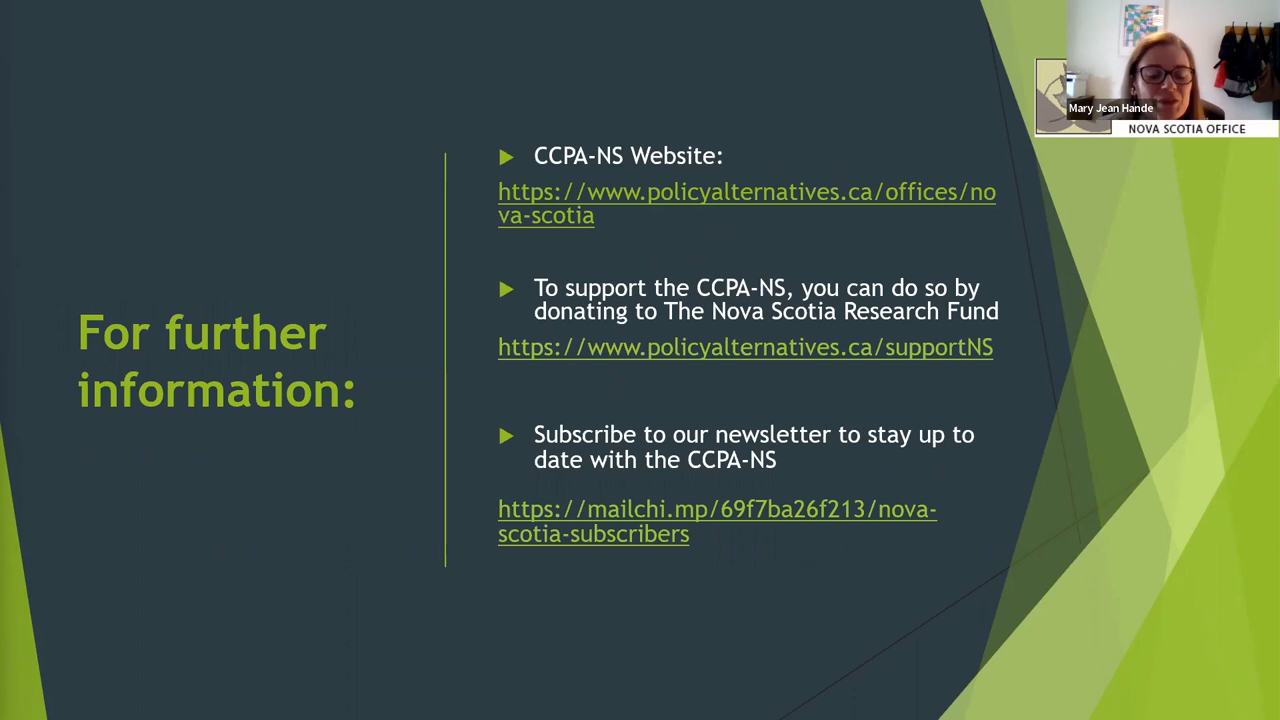 For further
information:
CCPA-NS Website:
https://www.policyalternatives.ca/offices/no
va-scotia
To support the CCPA-NS, you can do so by
donating to The Nova Scotia Research Fund
https://www.policyalternatives.ca/supportNS
Subscribe to our newsletter to stay up to
date with the CCPA-NS
https://mailchi.mp/69f7ba26f213/nova-
scotia-subscribers
Mary Jean Hande
NOVA SCOTIA OFFICE